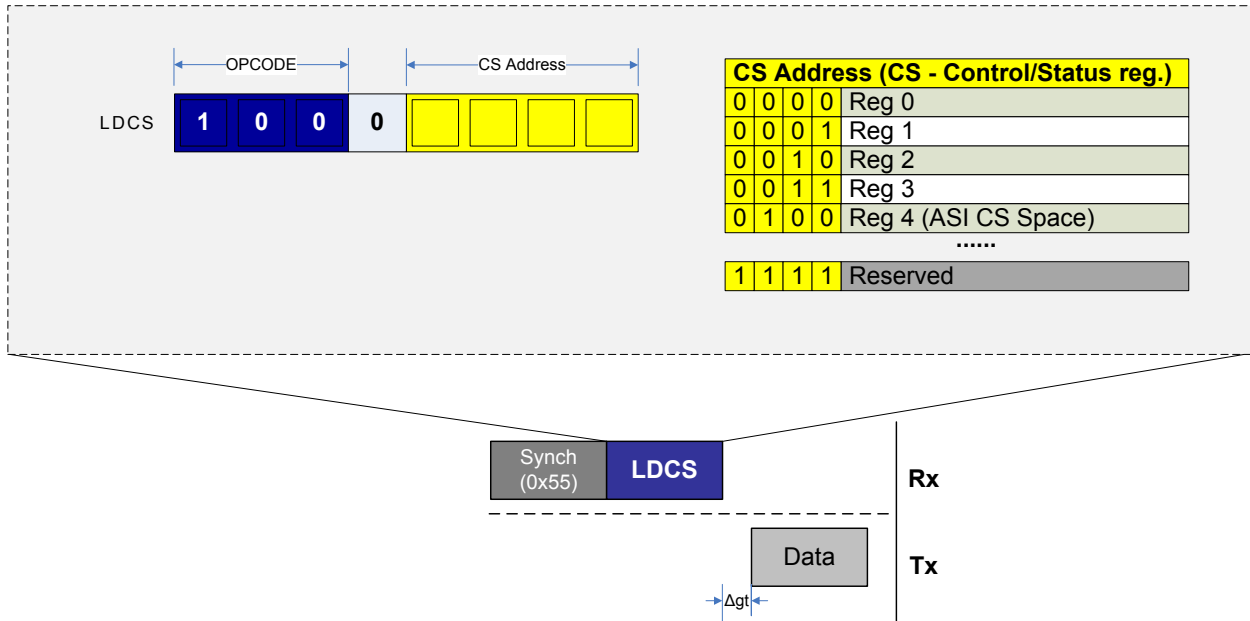 OPCODE
CS Address
LDCS
1 0 0 0
CS Address (CS - Control/Status reg.)
0 0 0 0 Reg 0
0 0 0 1 Reg 1
0 0 1 0 Reg 2
0 0 1 1 Reg 3
0 1 0 0 Reg 4 (ASI CS Space)
......
1 1 1 1 Reserved
Synch
(0x55)
LDCS
Rx
Data
Tx
Δgt